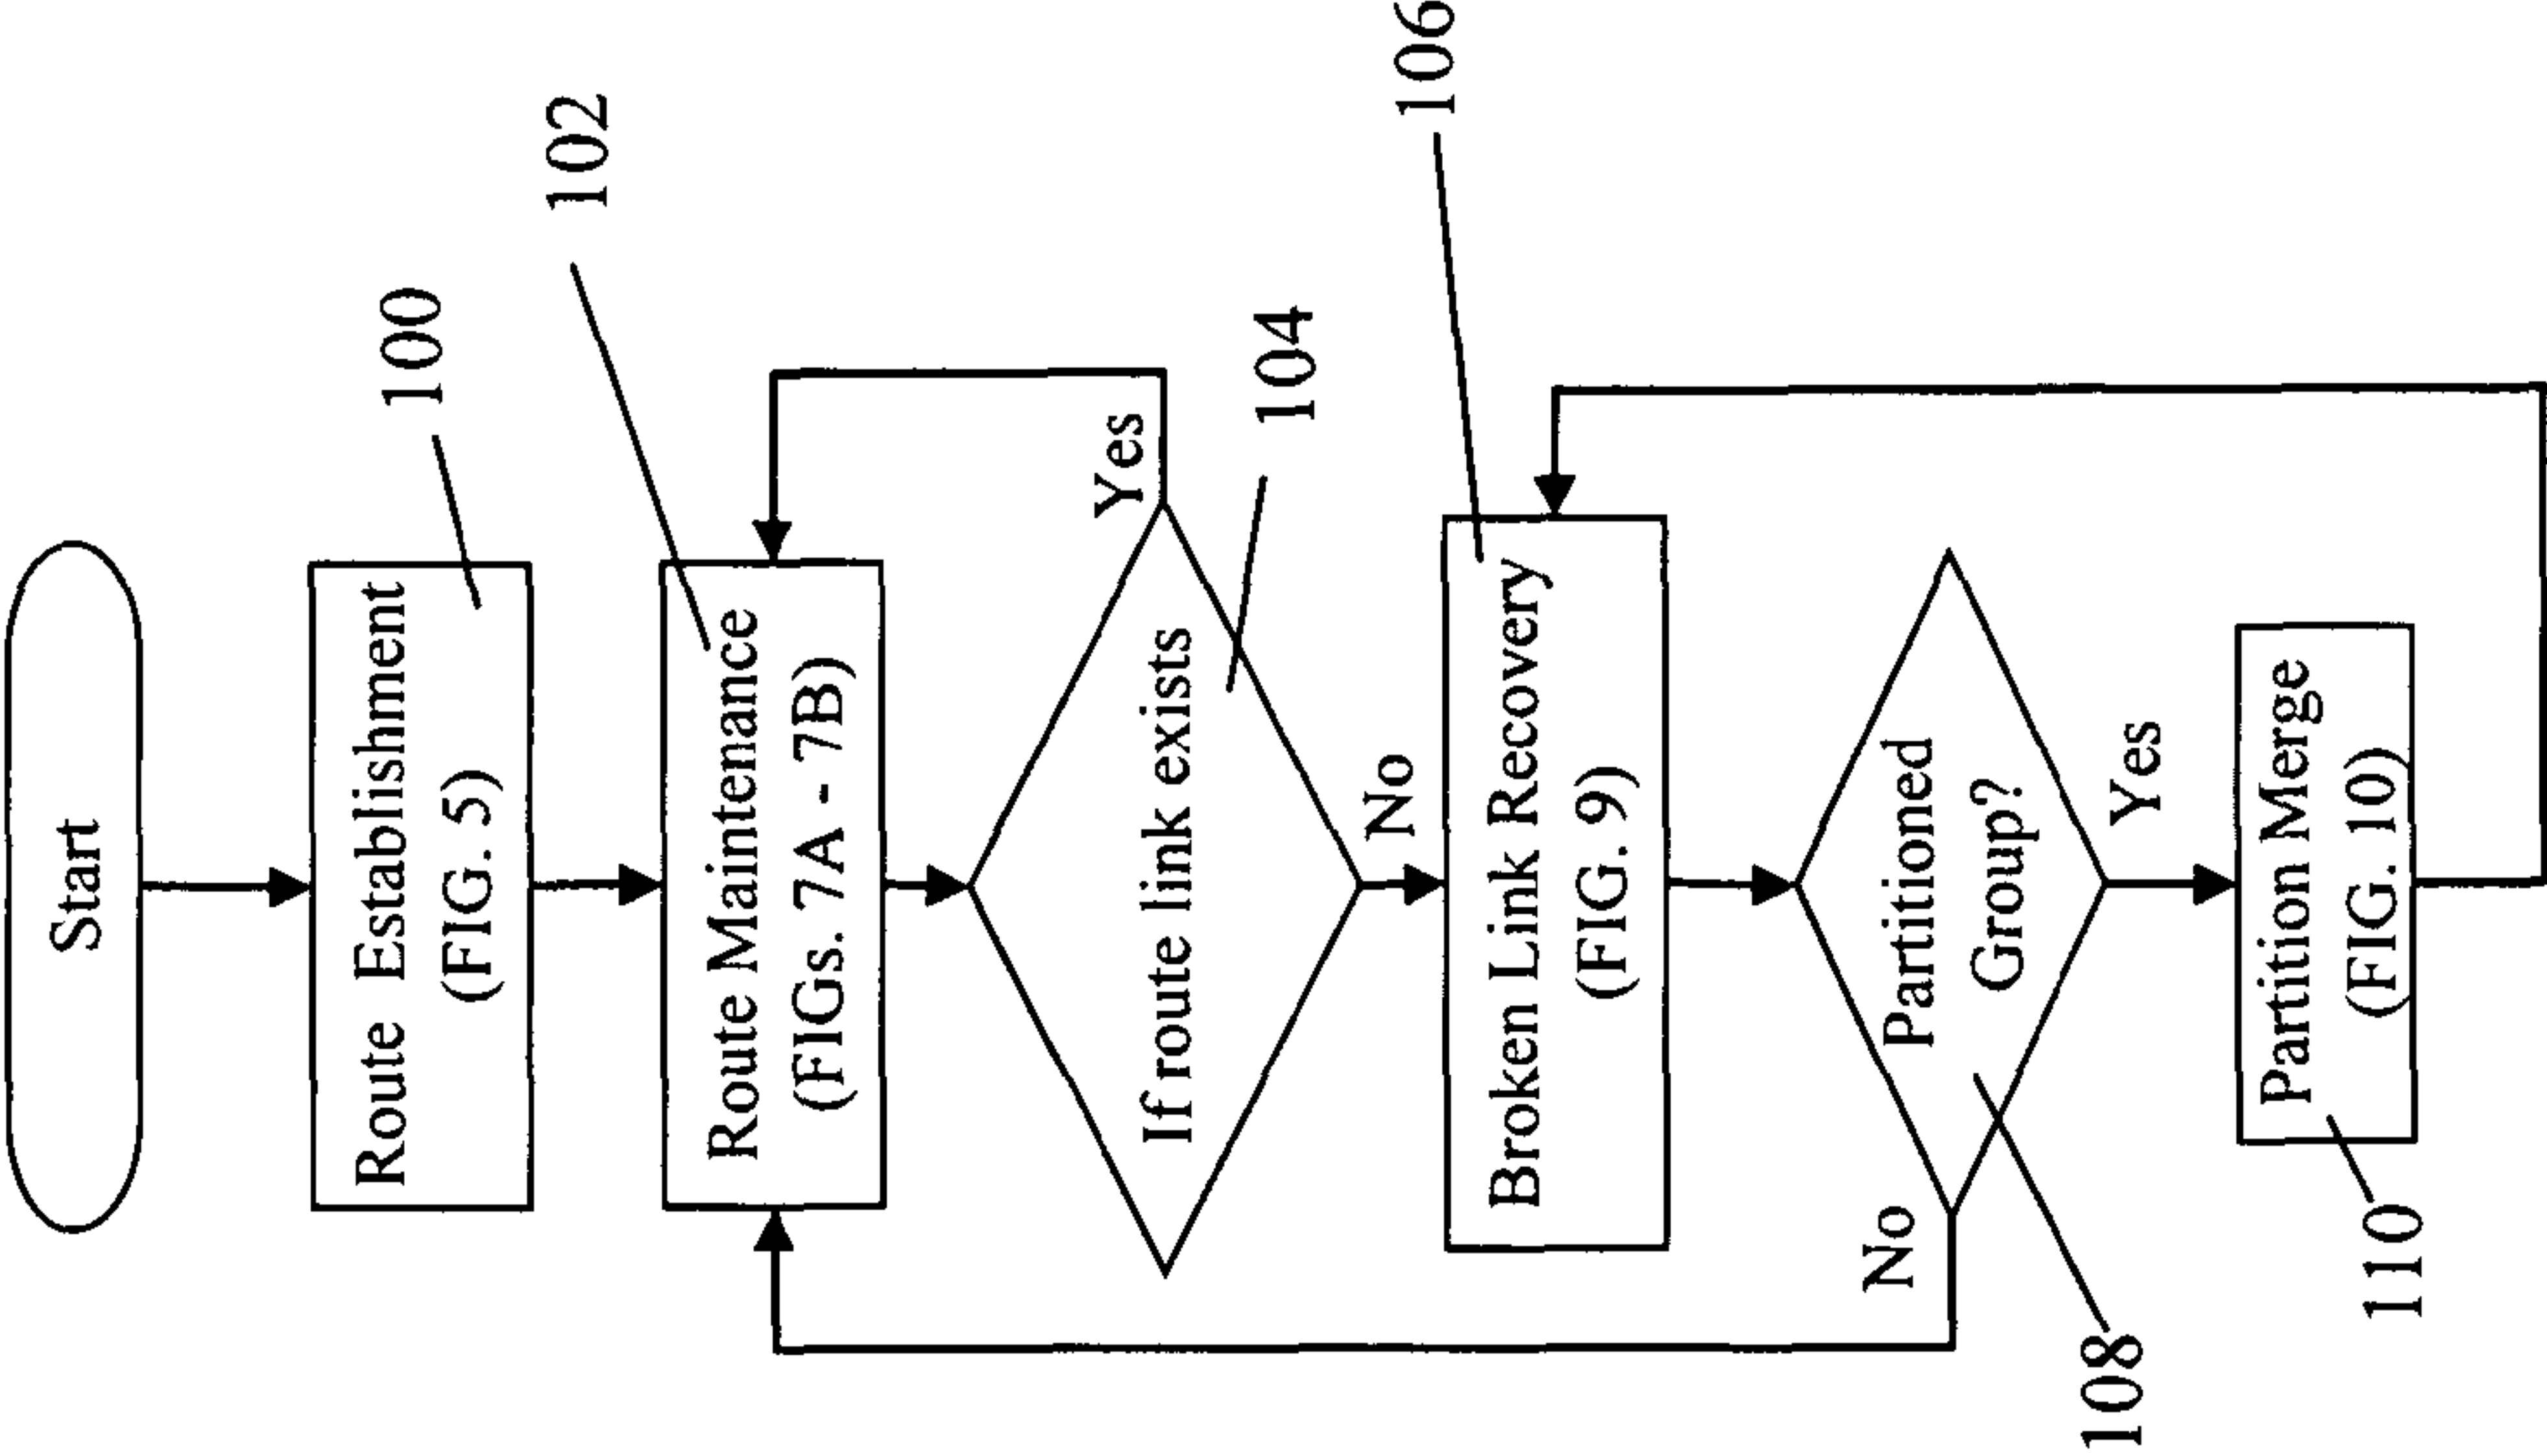 Start
Route Establishment
(FIG. 5)
100
Route Maintenance
(FIGs. 7A - 7B)
102
If route link exists
Yes
104
No
Broken Link Recovery
(FIG. 9)
106
Partitioned
Group?
No
108
Yes
Partition Merge
(FIG. 10)
110